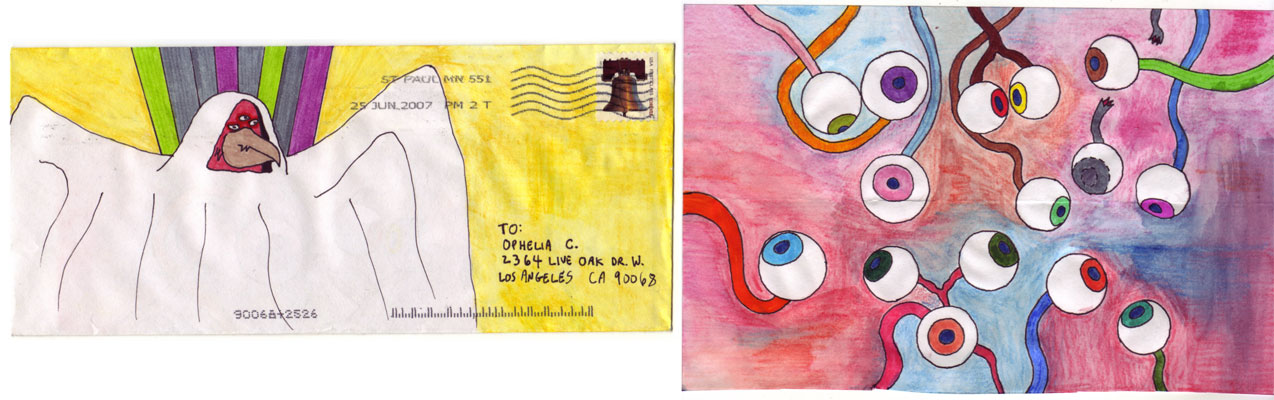 ST PAUL MN 551
25 JUN 2007 PM 2 T
TO:
OPHELIA C.
2364 LIVE OAK DR. W.
LOS ANGELES CA 90068
90068+2526